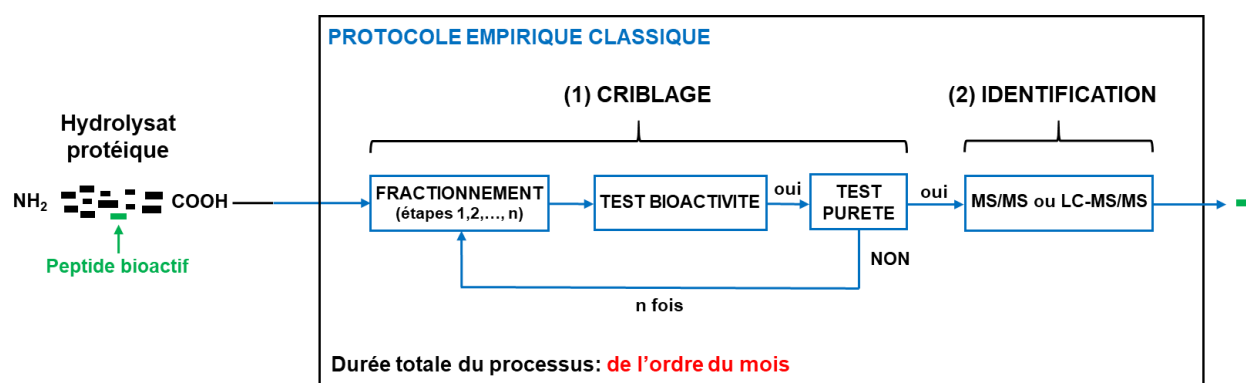 PROTOCOLE EMPIRIQUE CLASSIQUE
(1) CRIBLAGE
(2) IDENTIFICATION
Hydrolysat
protéique
NH2
COOH
Peptide bioactif
FRACTIONNEMENT
(étapes 1,2,…, n)
TEST BIOACTIVITE
oui
TEST
PURETE
oui
MS/MS ou LC-MS/MS
NON
n fois
Durée totale du processus: de l’ordre du mois